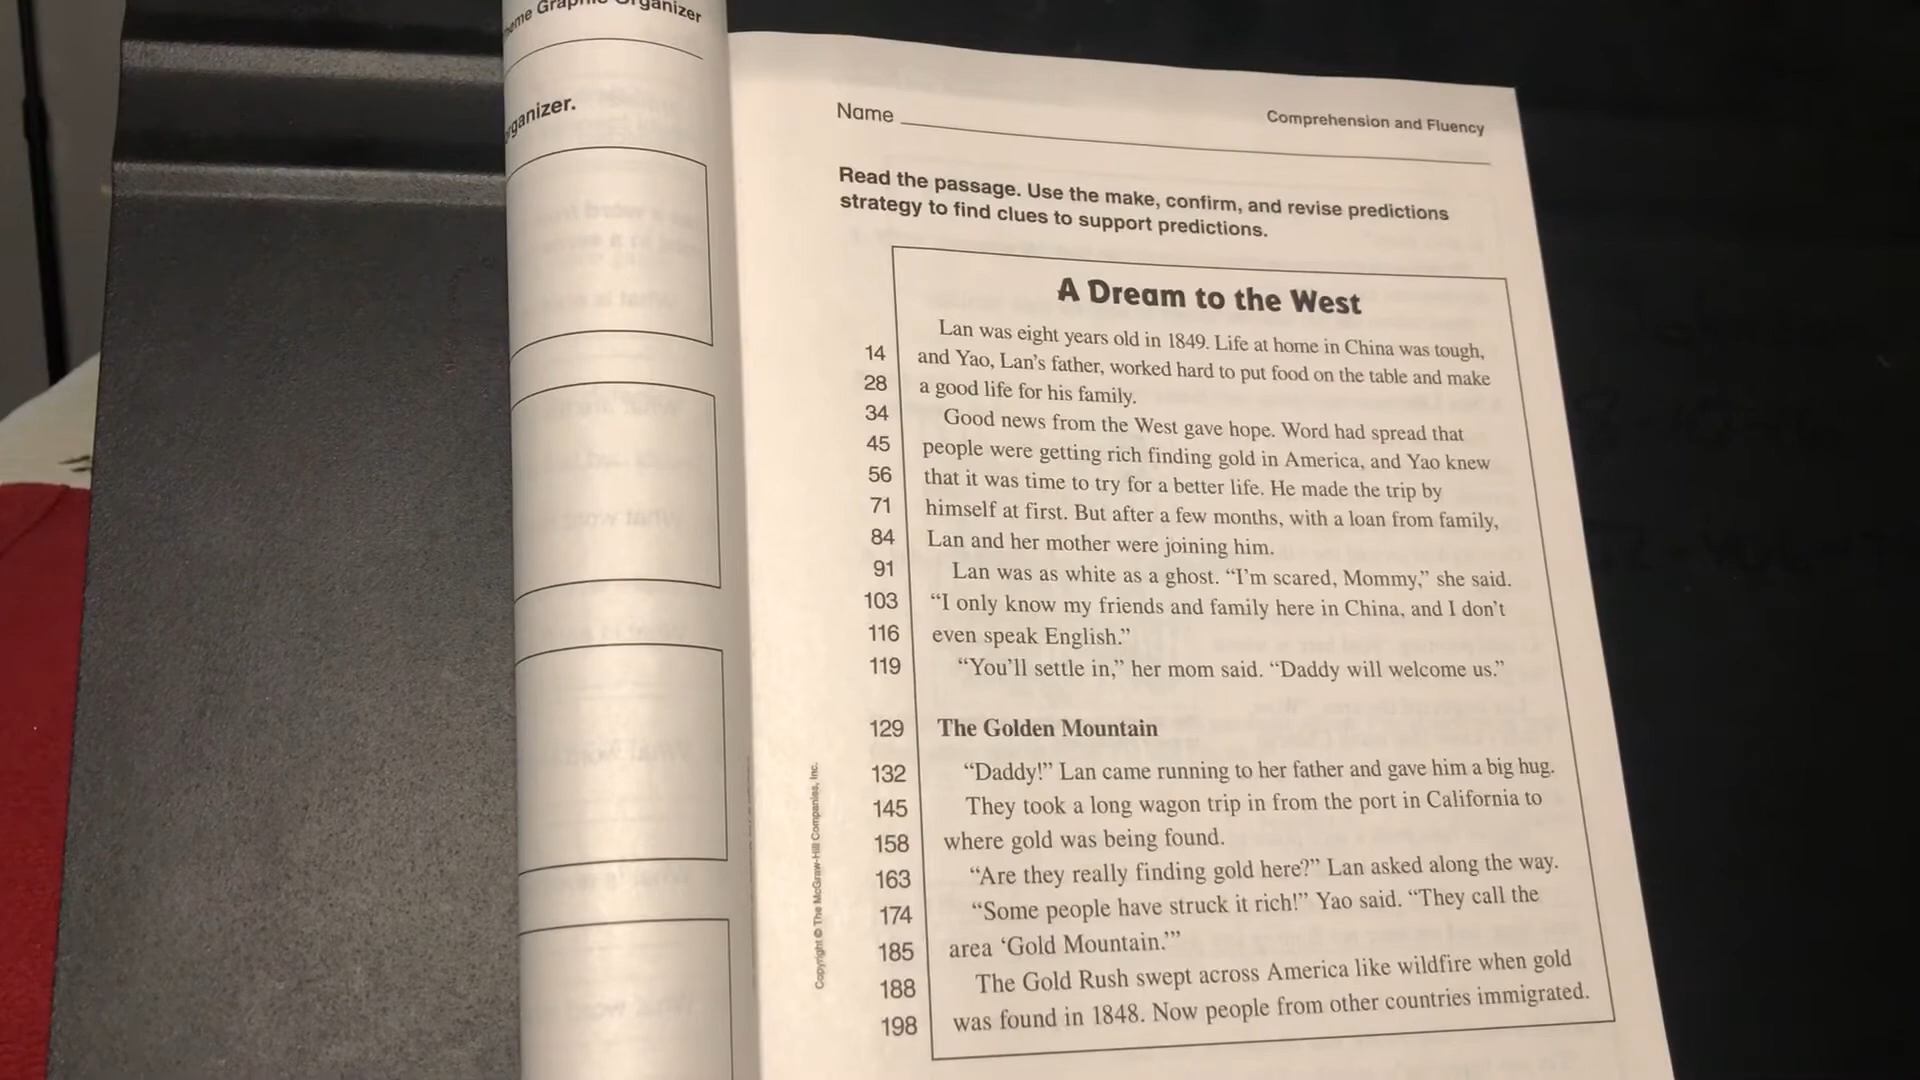 Graphic Organizer
organizer.
Name
Comprehension and Fluency
Read the passage. Use the make, confirm, and revise predictions
strategy to find clues to support predictions.
A Dream to the West
Lan was eight years old in 1849. Life at home in China was tough,
14 and Yao, Lan's father, worked hard to put food on the table and make
28 a good life for his family.
34 Good news from the West gave hope. Word had spread that
45 people were getting rich finding gold in America, and Yao knew
56 that it was time to try for a better life. He made the trip by
71 himself at first. But after a few months, with a loan from family,
84 Lan and her mother were joining him.
91 Lan was as white as a ghost. “I'm scared, Mommy,” she said.
103 “I only know my friends and family here in China, and I don't
116 even speak English.”
119 “You'll settle in,” her mom said. “Daddy will welcome us.”
129 The Golden Mountain
132 “Daddy!” Lan came running to her father and gave him a big hug.
145 They took a long wagon trip in from the port in California to
158 where gold was being found.
163 “Are they really finding gold here?” Lan asked along the way.
174 “Some people have struck it rich!” Yao said. “They call the
185 area ‘Gold Mountain.’”
188 The Gold Rush swept across America like wildfire when gold
198 was found in 1848. Now people from other countries immigrated.
Copyright © The McGraw-Hill Companies, Inc.